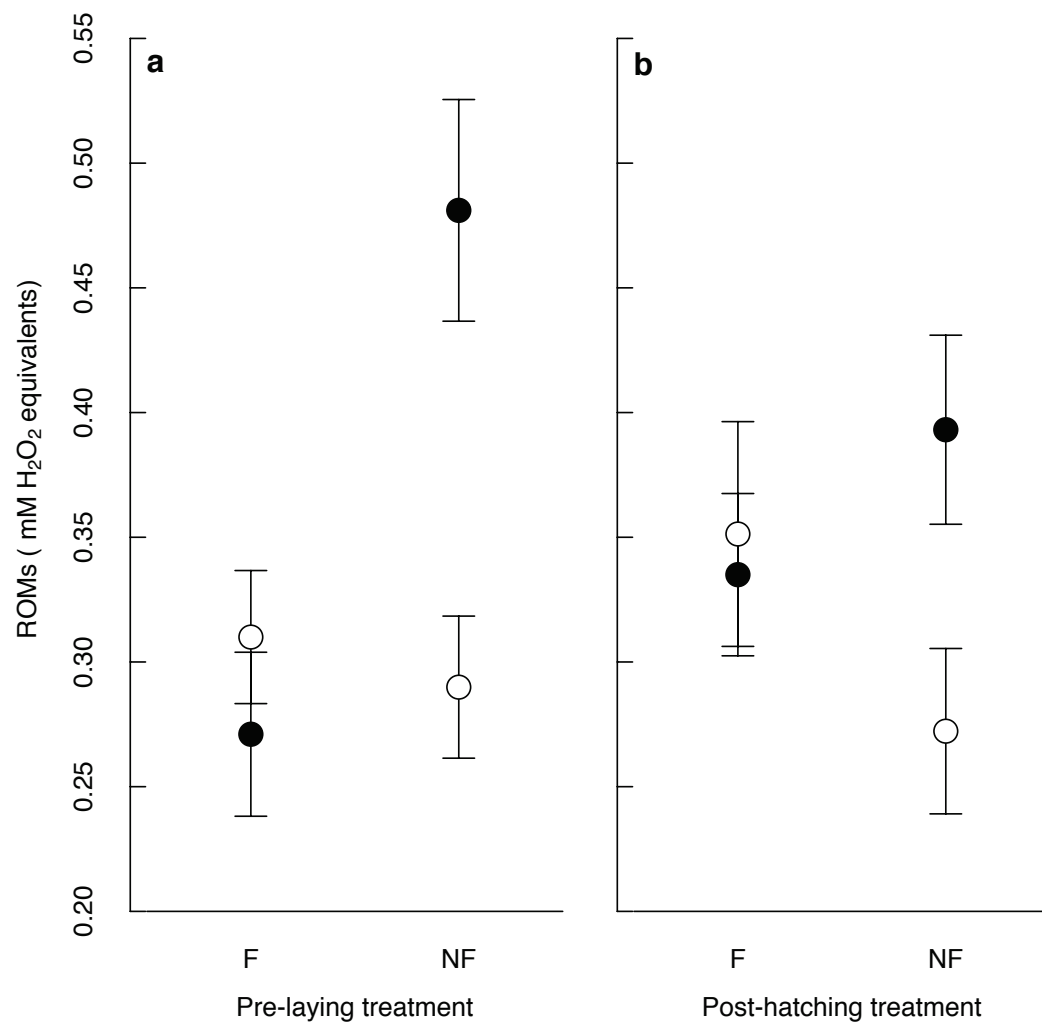 ROMs ( mM H₂O₂ equivalents)
0.55
0.50
0.45
0.40
0.35
0.30
0.25
0.20
a
F NF
Pre-laying treatment
b
F NF
Post-hatching treatment